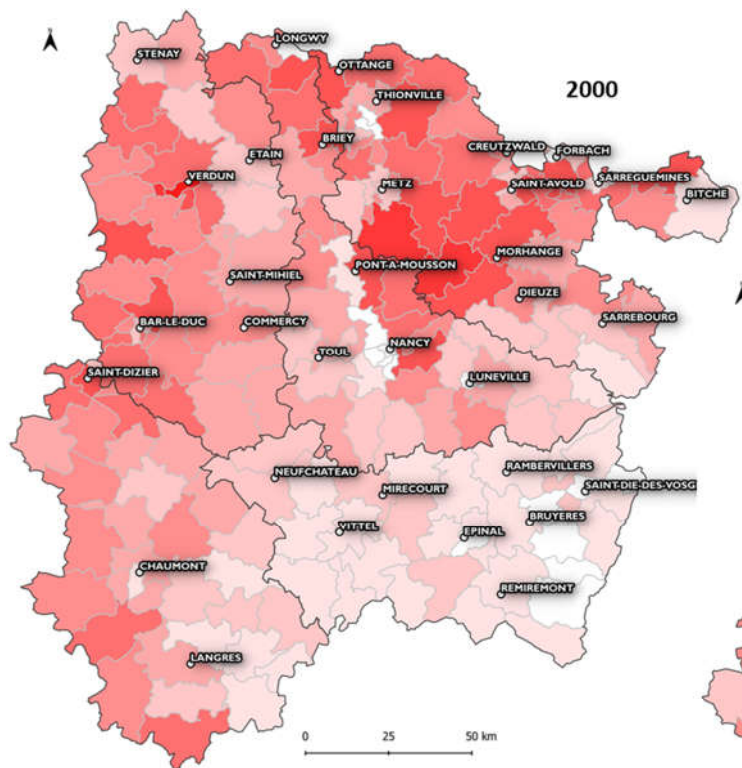 LONGWY
STENAY
OTTANGE
2000
THIONVILLE
BRIEY
CREUTZWALD
FORBACH
ETAIN
VERDUN
METZ
SAINT-AVOLD
SARREGUEMINES
BITCHE
MORHANGE
PONT-A-MOUSSON
SAINT-MIHIEL
DIEUZE
BAR-LE-DUC
COMMERCY
SARREBOURG
NANCY
TOUL
SAINT-DIZIER
LUNEVILLE
NEUFCHATEAU
RAMBERVILLERS
MIRECOURT
SAINT-DIE-DES-VOSG
VITTEL
BRUYERES
EPINAL
CHAUMONT
REMIREMONT
LANGRES
0 25 50 km